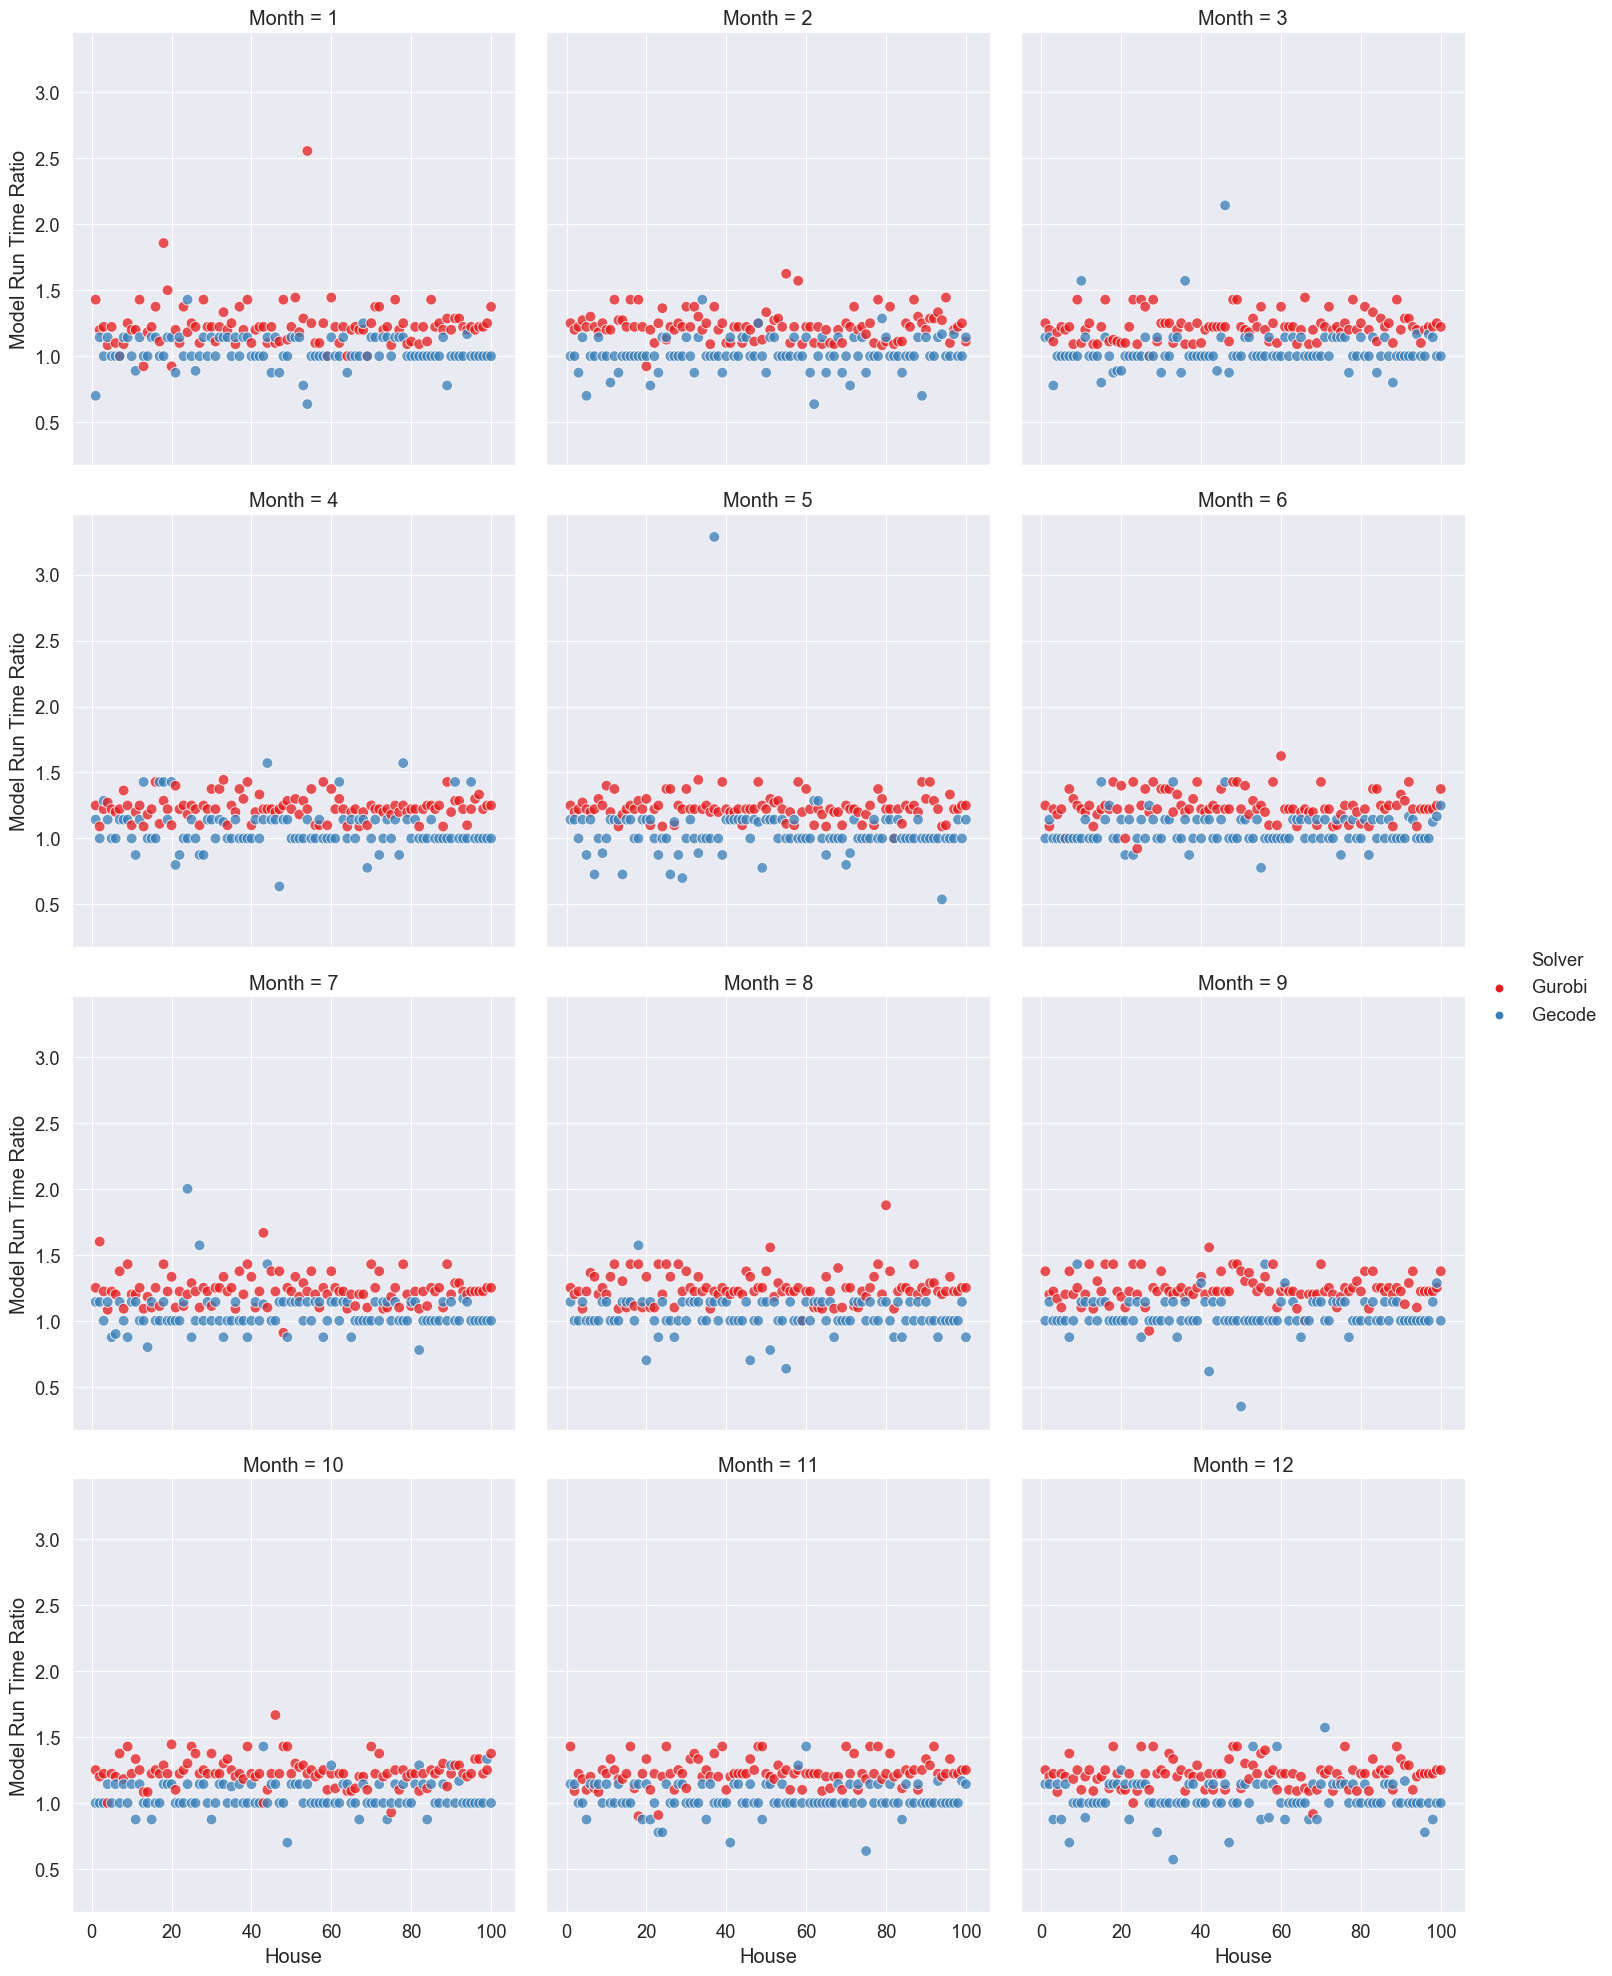 Month = 1
Month = 2
Month = 3
3.0
2.5
2.0
1.5
1.0
0.5
Model Run Time Ratio
Month = 4
Month = 5
Month = 6
3.0
2.5
2.0
1.5
1.0
0.5
Model Run Time Ratio
Solver
Gurobi
Gecode
Month = 7
Month = 8
Month = 9
3.0
2.5
2.0
1.5
1.0
0.5
Model Run Time Ratio
Month = 10
Month = 11
Month = 12
3.0
2.5
2.0
1.5
1.0
0.5
Model Run Time Ratio
0 20 40 60 80 100
House
0 20 40 60 80 100
House
0 20 40 60 80 100
House